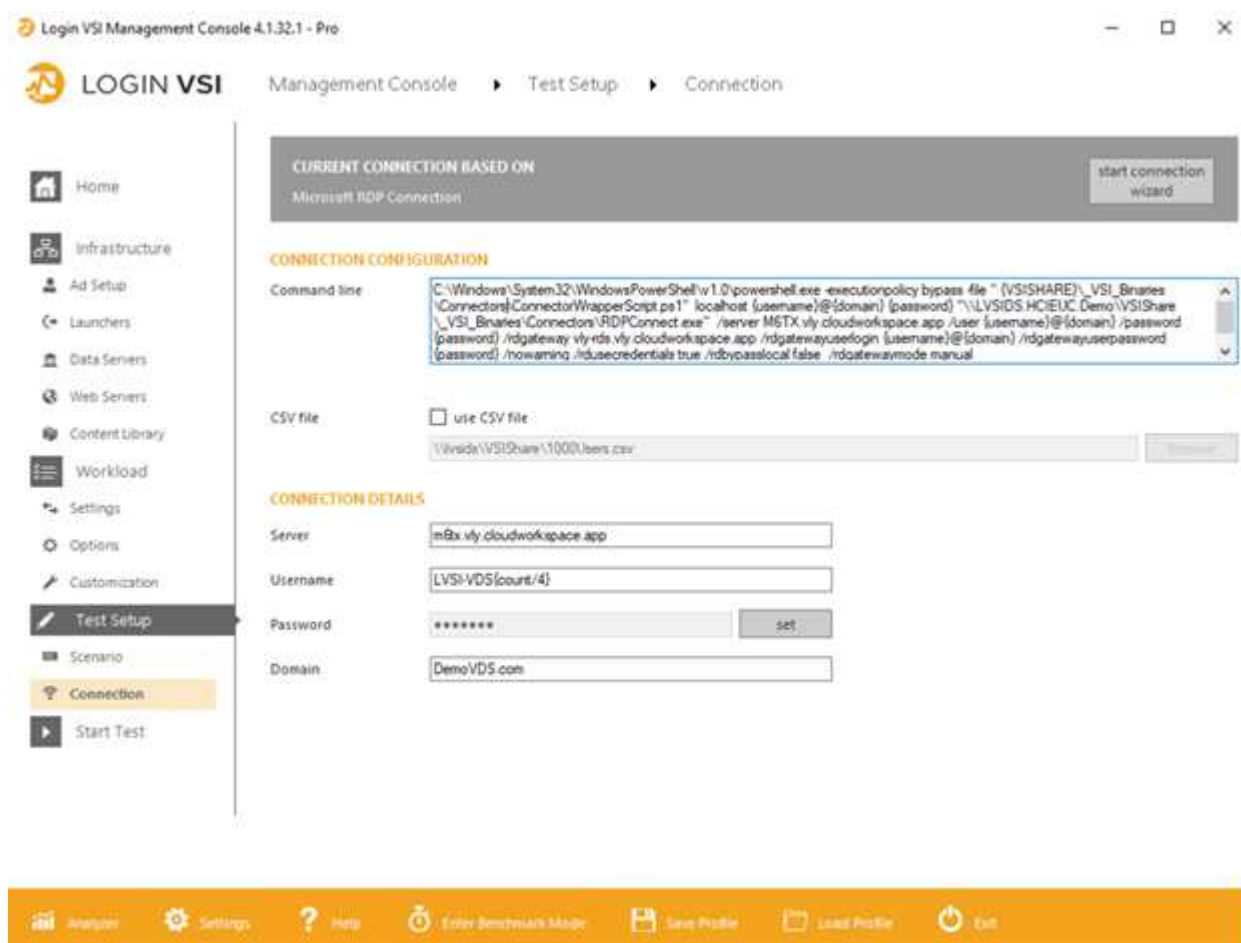 Login VSI Management Console 4.1.32.1 - Pro
LOGIN VSI
Management Console ▸ Test Setup ▸ Connection
CURRENT CONNECTION BASED ON
Microsoft RDP Connection
start connection
wizard
Home
Infrastructure
Ad Setup
Launchers
Data Servers
Web Servers
Content Library
Workload
Settings
Options
Customization
Test Setup
Scenario
Connection
Start Test
CONNECTION CONFIGURATION
Command line
C:\Windows\System32\WindowsPowerShell\v1.0\powershell.exe -executionpolicy bypass -file " {VSISHARE}\_VSI_Binaries
\Connectors\ConnectorWrapperScript.ps1" localhost {username}@{domain} {password} "\\LVSIDS.HCIEUC.Demo\VSIShare
\_VSI_Binaries\Connectors\RDPConnect.exe" /server M6TX.vly.cloudworkspace.app /user {username}@{domain} /password
{password} /rdgateway vly-rds.vly.cloudworkspace.app /rdgatewayuserlogin {username}@{domain} /rdgatewayuserpassword
{password} /nowarning /rdusecredentials true /rdbypasslocal false /rdgatewaymode manual
CSV file
use CSV file
\\lvsids\VSIShare\1000Users.csv
CONNECTION DETAILS
Server
.vly.cloudworkspace.app
Username
LVSI-VDS{count/4}
Password
*******
set
Domain
DemoVDS.com
Analyzer
Settings
Help
Enter Benchmark Mode
Save Profile
Load Profile
Exit